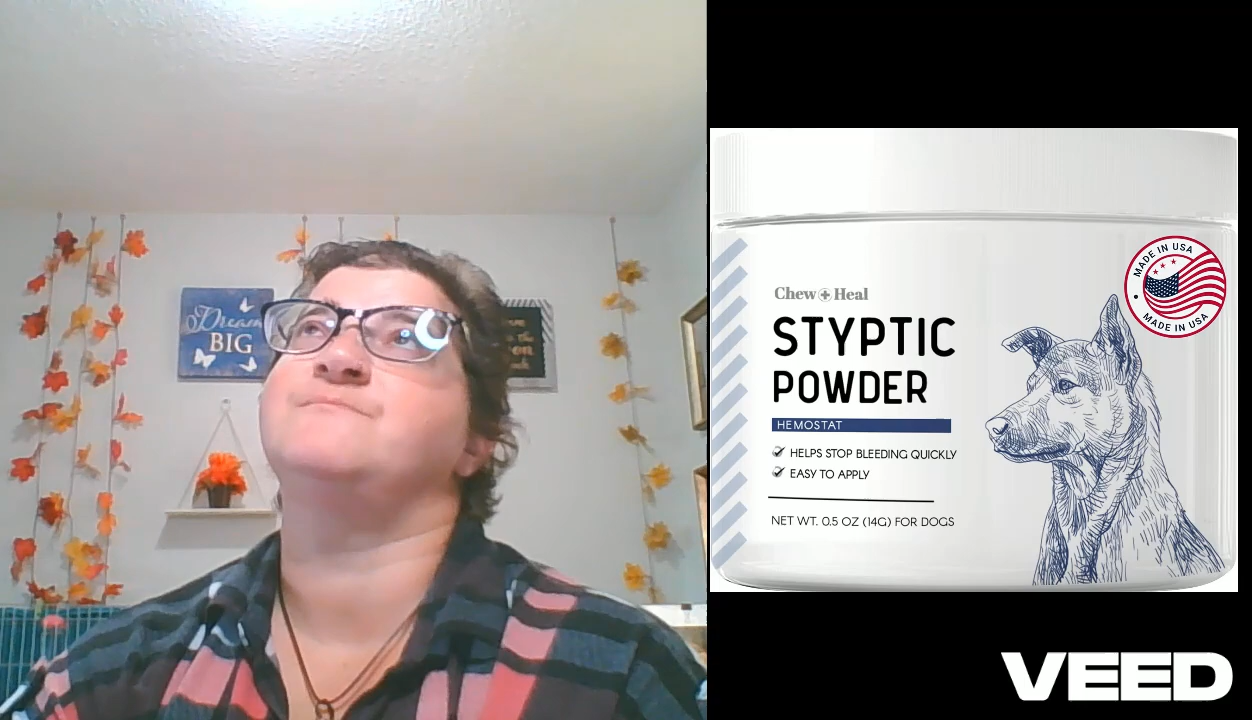 Dream
BIG
Chew Heal
STYPTIC
POWDER
HEMOSTAT
HELPS STOP BLEEDING QUICKLY
EASY TO APPLY
NET WT. 0.5 OZ (14G) FOR DOGS
MADE IN USA
MADE IN USA
VEED